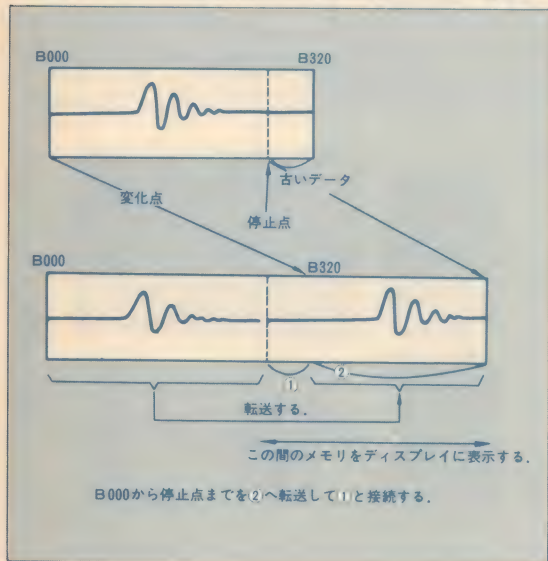 B000
B320
古いデータ
変化点
停止点
B000
B320
①
②
転送する.
この間のメモリをディスプレイに表示する.
B000から停止点までを②へ転送して①と接続する.